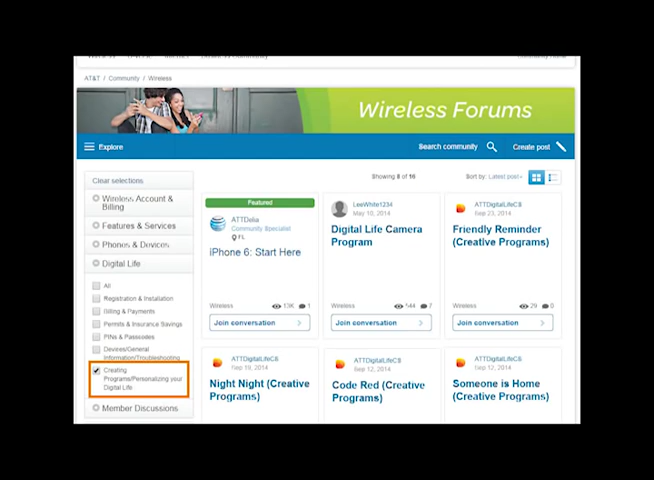 AT&T / Community / Wireless
Wireless Forums
Explore
Search community
Create post
Clear selections
Showing 8 of 16
Sort by: Latest post
Wireless Account &
Billing
Features & Services
Phones & Devices
Digital Life
All
Registration & Installation
Billing & Payments
Permits & Insurance Savings
PINs & Passcodes
Devices/General
Information/Troubleshooting
Creating
Programs/Personalizing your
Digital Life
Member Discussions
Featured
ATTDelia
Community Specialist
FL
iPhone 6: Start Here
Wireless 13K 1
Join conversation
LeeWhite1234
May 10, 2014
Digital Life Camera
Program
Wireless 544 7
Join conversation
ATTDigitalLifeCS
Sep 23, 2014
Friendly Reminder
(Creative Programs)
Wireless 29 0
Join conversation
ATTDigitalLifeCS
Sep 19, 2014
Night Night (Creative
Programs)
ATTDigitalLifeCS
Sep 12, 2014
Code Red (Creative
Programs)
ATTDigitalLifeCS
Sep 12, 2014
Someone is Home
(Creative Programs)